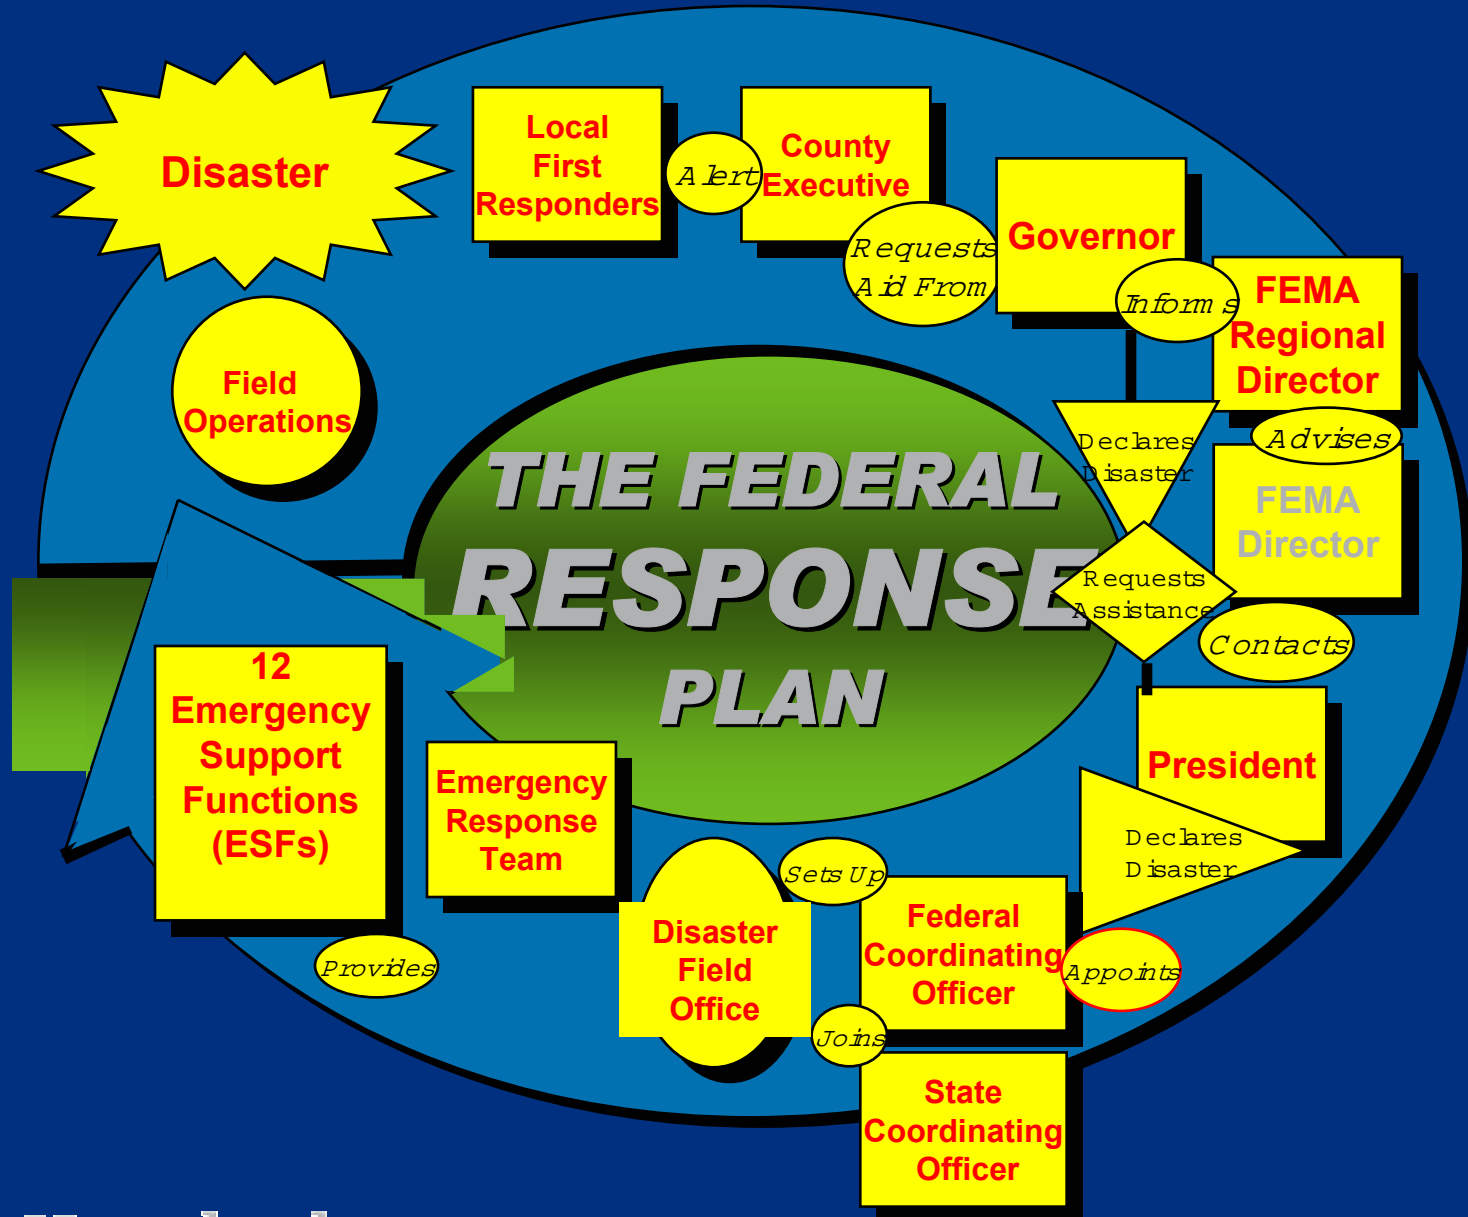 Disaster
Local
First
Responders
Alert
County
Executive
Requests
Aid From
Governor
Informs
FEMA
Regional
Director
Advises
FEMA
Director
Contacts
Declares
Disaster
Requests
Assistance
President
Declares
Disaster
Appoints
Federal
Coordinating
Officer
Sets Up
Joins
State
Coordinating
Officer
Disaster
Field
Office
Emergency
Response
Team
Provides
12
Emergency
Support
Functions
(ESFs)
Field
Operations
THE FEDERAL
RESPONSE
PLAN